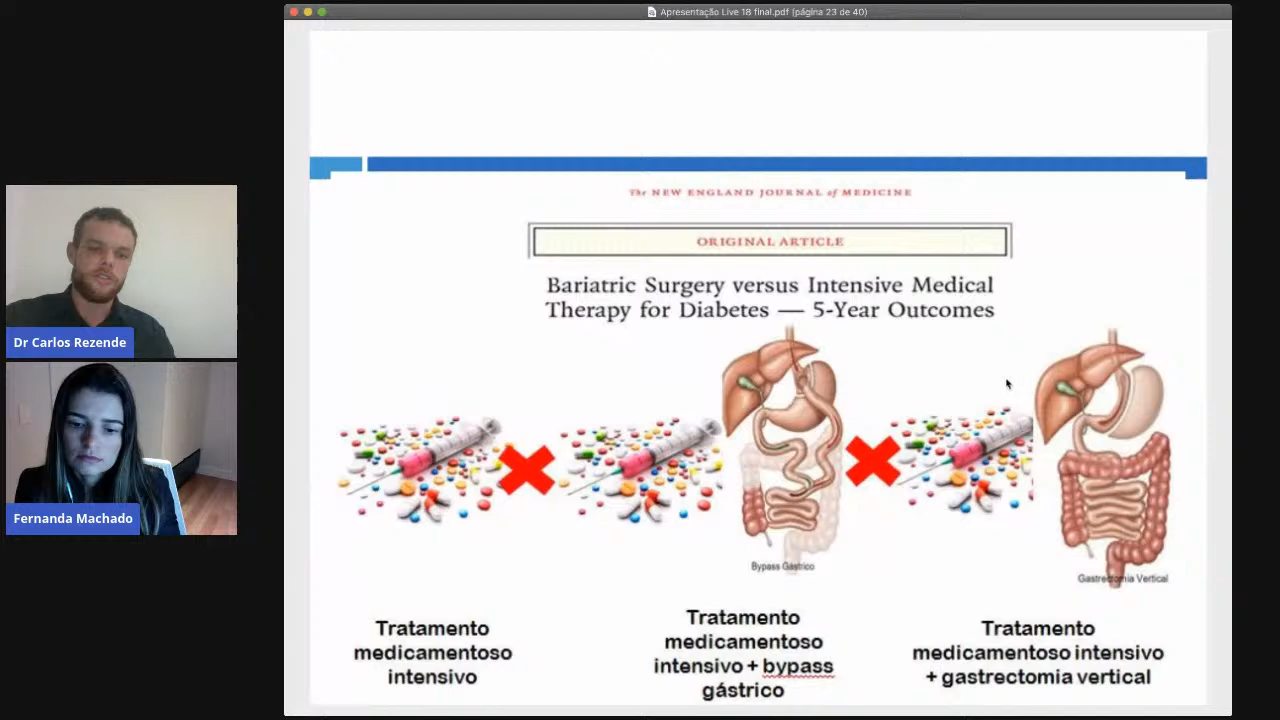 Apresentação Live 18 final.pdf (página 23 de 40)
The NEW ENGLAND JOURNAL of MEDICINE
ORIGINAL ARTICLE
Bariatric Surgery versus Intensive Medical
Therapy for Diabetes — 5-Year Outcomes
Dr Carlos Rezende
Fernanda Machado
Bypass Gástrico
Gastrectomia Vertical
Tratamento
medicamentoso
intensivo
Tratamento
medicamentoso
intensivo + bypass
gástrico
Tratamento
medicamentoso intensivo
+ gastrectomia vertical